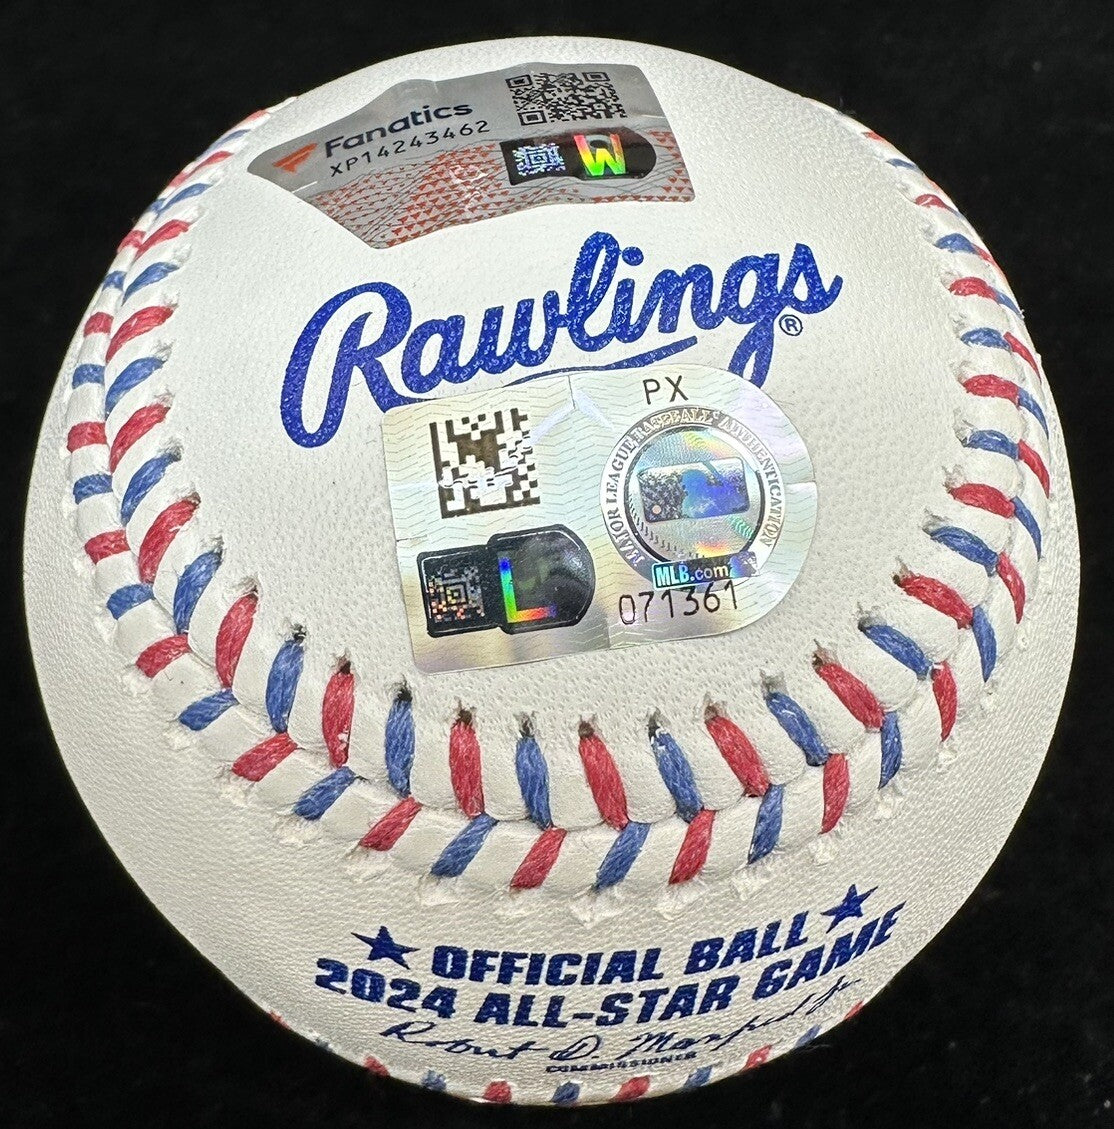 Fanatics
XP14243462
Rawlings®
PX
MAJOR LEAGUE BASEBALL AUTHENTICATION
MLB.com
071361
★ OFFICIAL BALL ★
2024 ALL-STAR GAME
Robert D. Manfred Jr.
COMMISSIONER